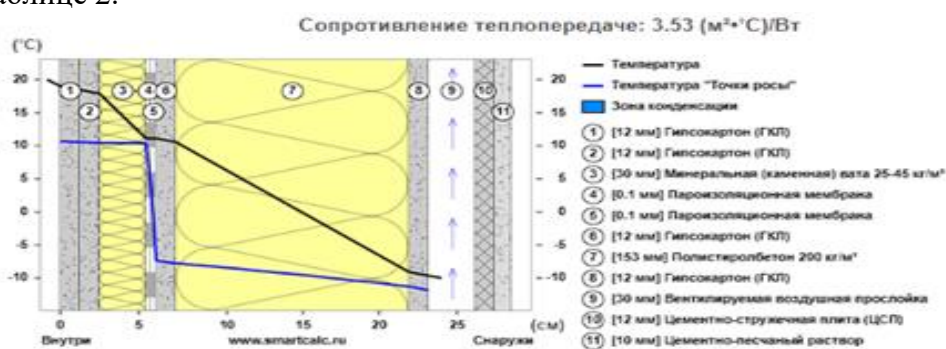 аблице 2.
Сопротивление теплопередаче: 3.53 (м²•°С)/Вт
(°С)
20
15
10
5
0
-5
-10
1
2
3
4
5
6
7
8
9
10
11
20
15
10
5
0
-5
-10
0
5
10
15
20
25
(см)
Внутри
www.smartcalc.ru
Снаружи
Температура
Температура "Точки росы"
Зона конденсации
1 [12 мм] Гипсокартон (ГКЛ)
2 [12 мм] Гипсокартон (ГКЛ)
3 [30 мм] Минеральная (каменная) вата 25-45 кг/м³
4 [0.1 мм] Пароизоляционная мембрана
5 [0.1 мм] Пароизоляционная мембрана
6 [12 мм] Гипсокартон (ГКЛ)
7 [153 мм] Полистиролбетон 200 кг/м³
8 [12 мм] Гипсокартон (ГКЛ)
9 [30 мм] Вентилируемая воздушная прослойка
10 [12 мм] Цементно-стружечная плита (ЦСП)
11 [10 мм] Цементно-песчаный раствор